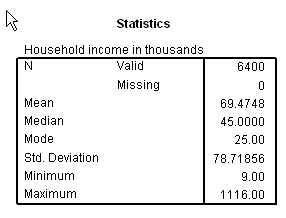 Statistics
Household income in thousands
N Valid 6400
Missing 0
Mean 69.4748
Median 45.0000
Mode 25.00
Std. Deviation 78.71856
Minimum 9.00
Maximum 1116.00